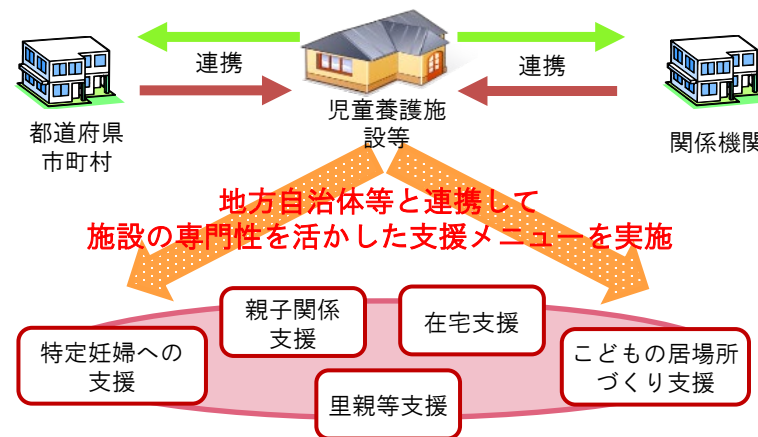 連携
連携
児童養護施
設等
都道府県
市町村
関係機関
地方自治体等と連携して
施設の専門性を活かした支援メニューを実施
親子関係
支援
在宅支援
特定妊婦への
支援
こどもの居場所
づくり支援
里親等支援